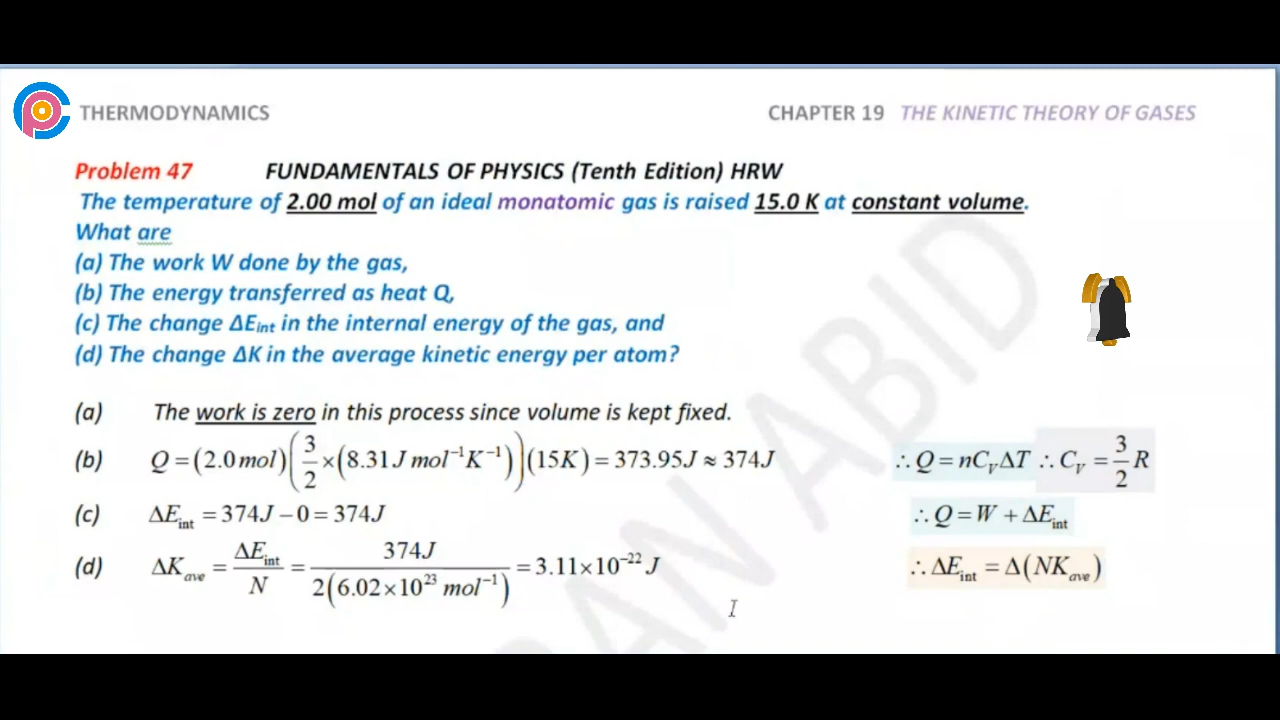 THERMODYNAMICS CHAPTER 19 THE KINETIC THEORY OF GASES
Problem 47 FUNDAMENTALS OF PHYSICS (Tenth Edition) HRW
The temperature of 2.00 mol of an ideal monatomic gas is raised 15.0 K at constant volume.
What are
(a) The work W done by the gas,
(b) The energy transferred as heat Q,
(c) The change ΔEint in the internal energy of the gas, and
(d) The change ΔK in the average kinetic energy per atom?
(a) The work is zero in this process since volume is kept fixed.
(b) Q = (2.0 mol)(3/2 × (8.31 J mol⁻¹K⁻¹))(15K) = 373.95J ≈ 374J ∴ Q = nC_VΔT ∴ C_V = 3/2 R
(c) ΔE_int = 374J − 0 = 374J ∴ Q = W + ΔE_int
(d) ΔK_ave = ΔE_int/N = 374J/2(6.02×10²³ mol⁻¹) = 3.11×10⁻²² J ∴ ΔE_int = Δ(NK_ave)
RAN ABID